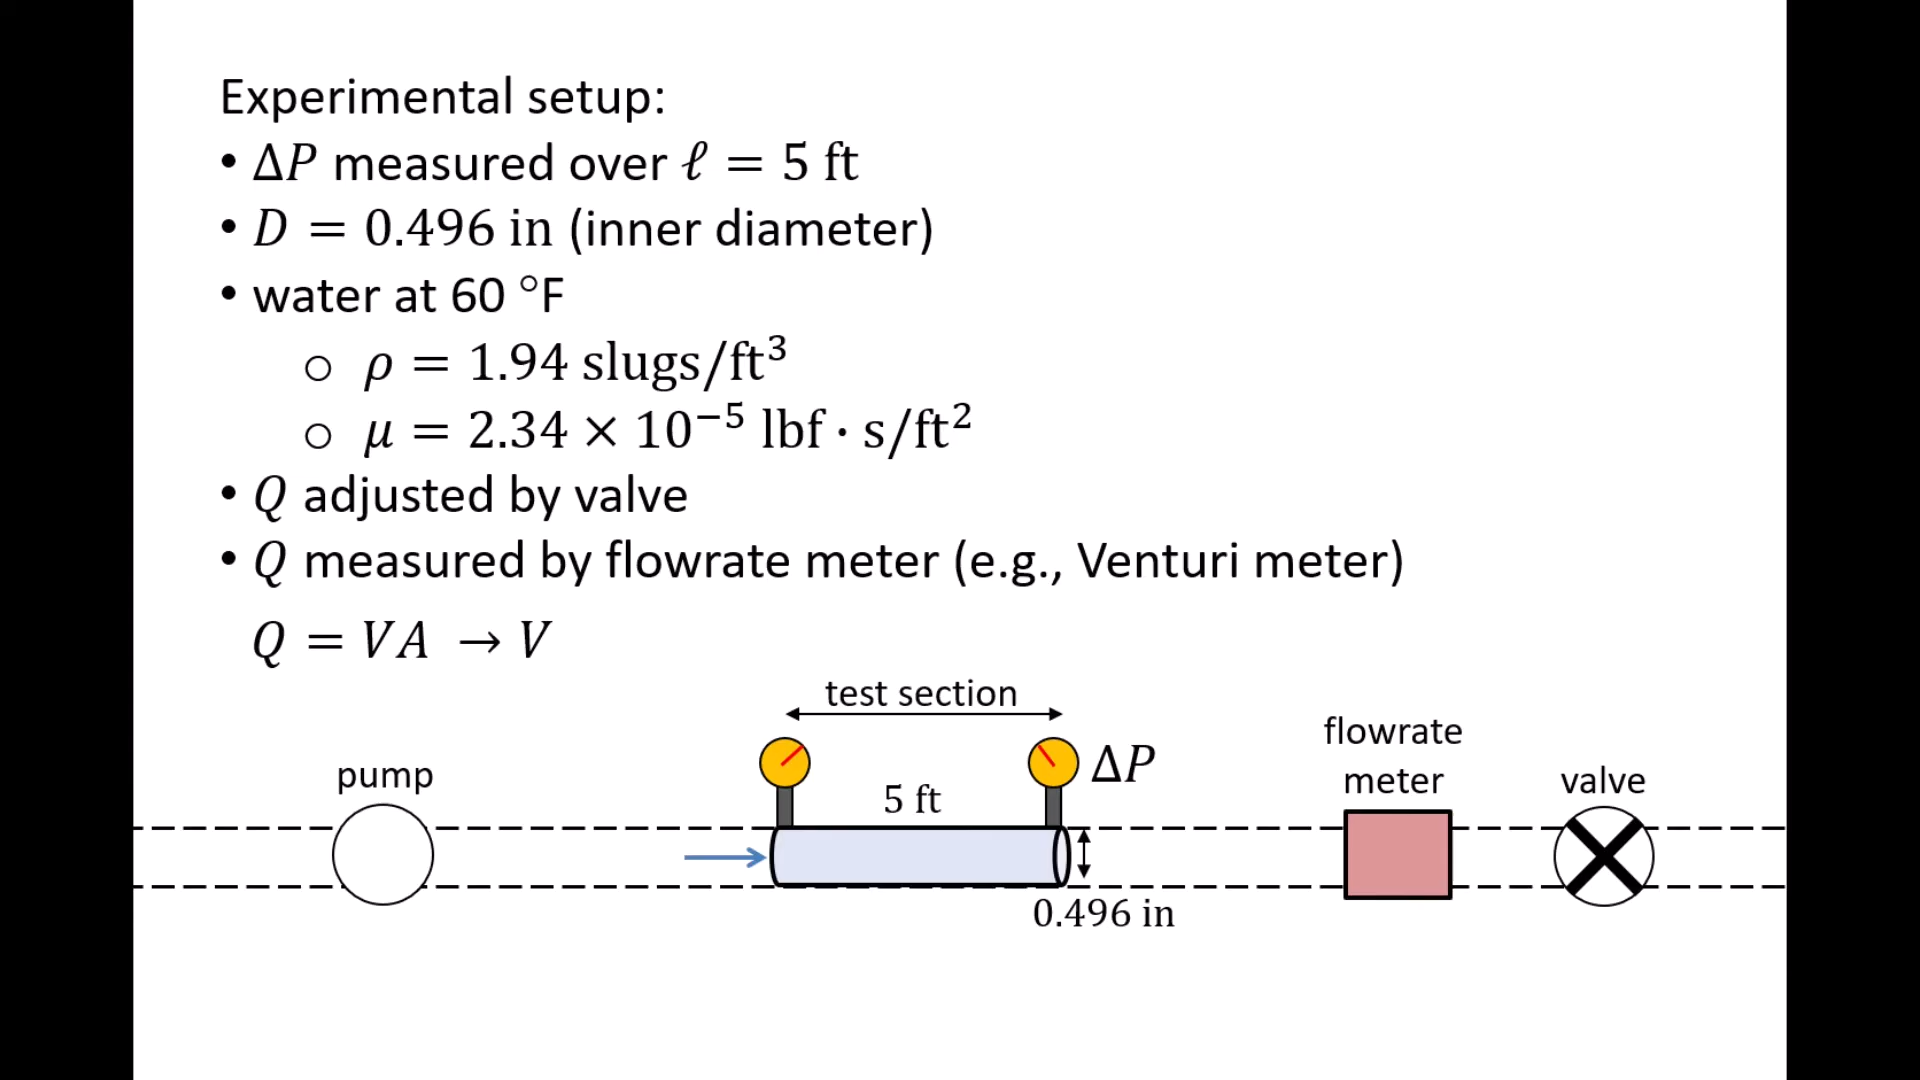 Experimental setup:
• ΔP measured over ℓ = 5 ft
• D = 0.496 in (inner diameter)
• water at 60 °F
○ ρ = 1.94 slugs/ft³
○ μ = 2.34 × 10⁻⁵ lbf · s/ft²
• Q adjusted by valve
• Q measured by flowrate meter (e.g., Venturi meter)
Q = VA → V
test section
pump
5 ft
ΔP
flowrate
meter
valve
0.496 in